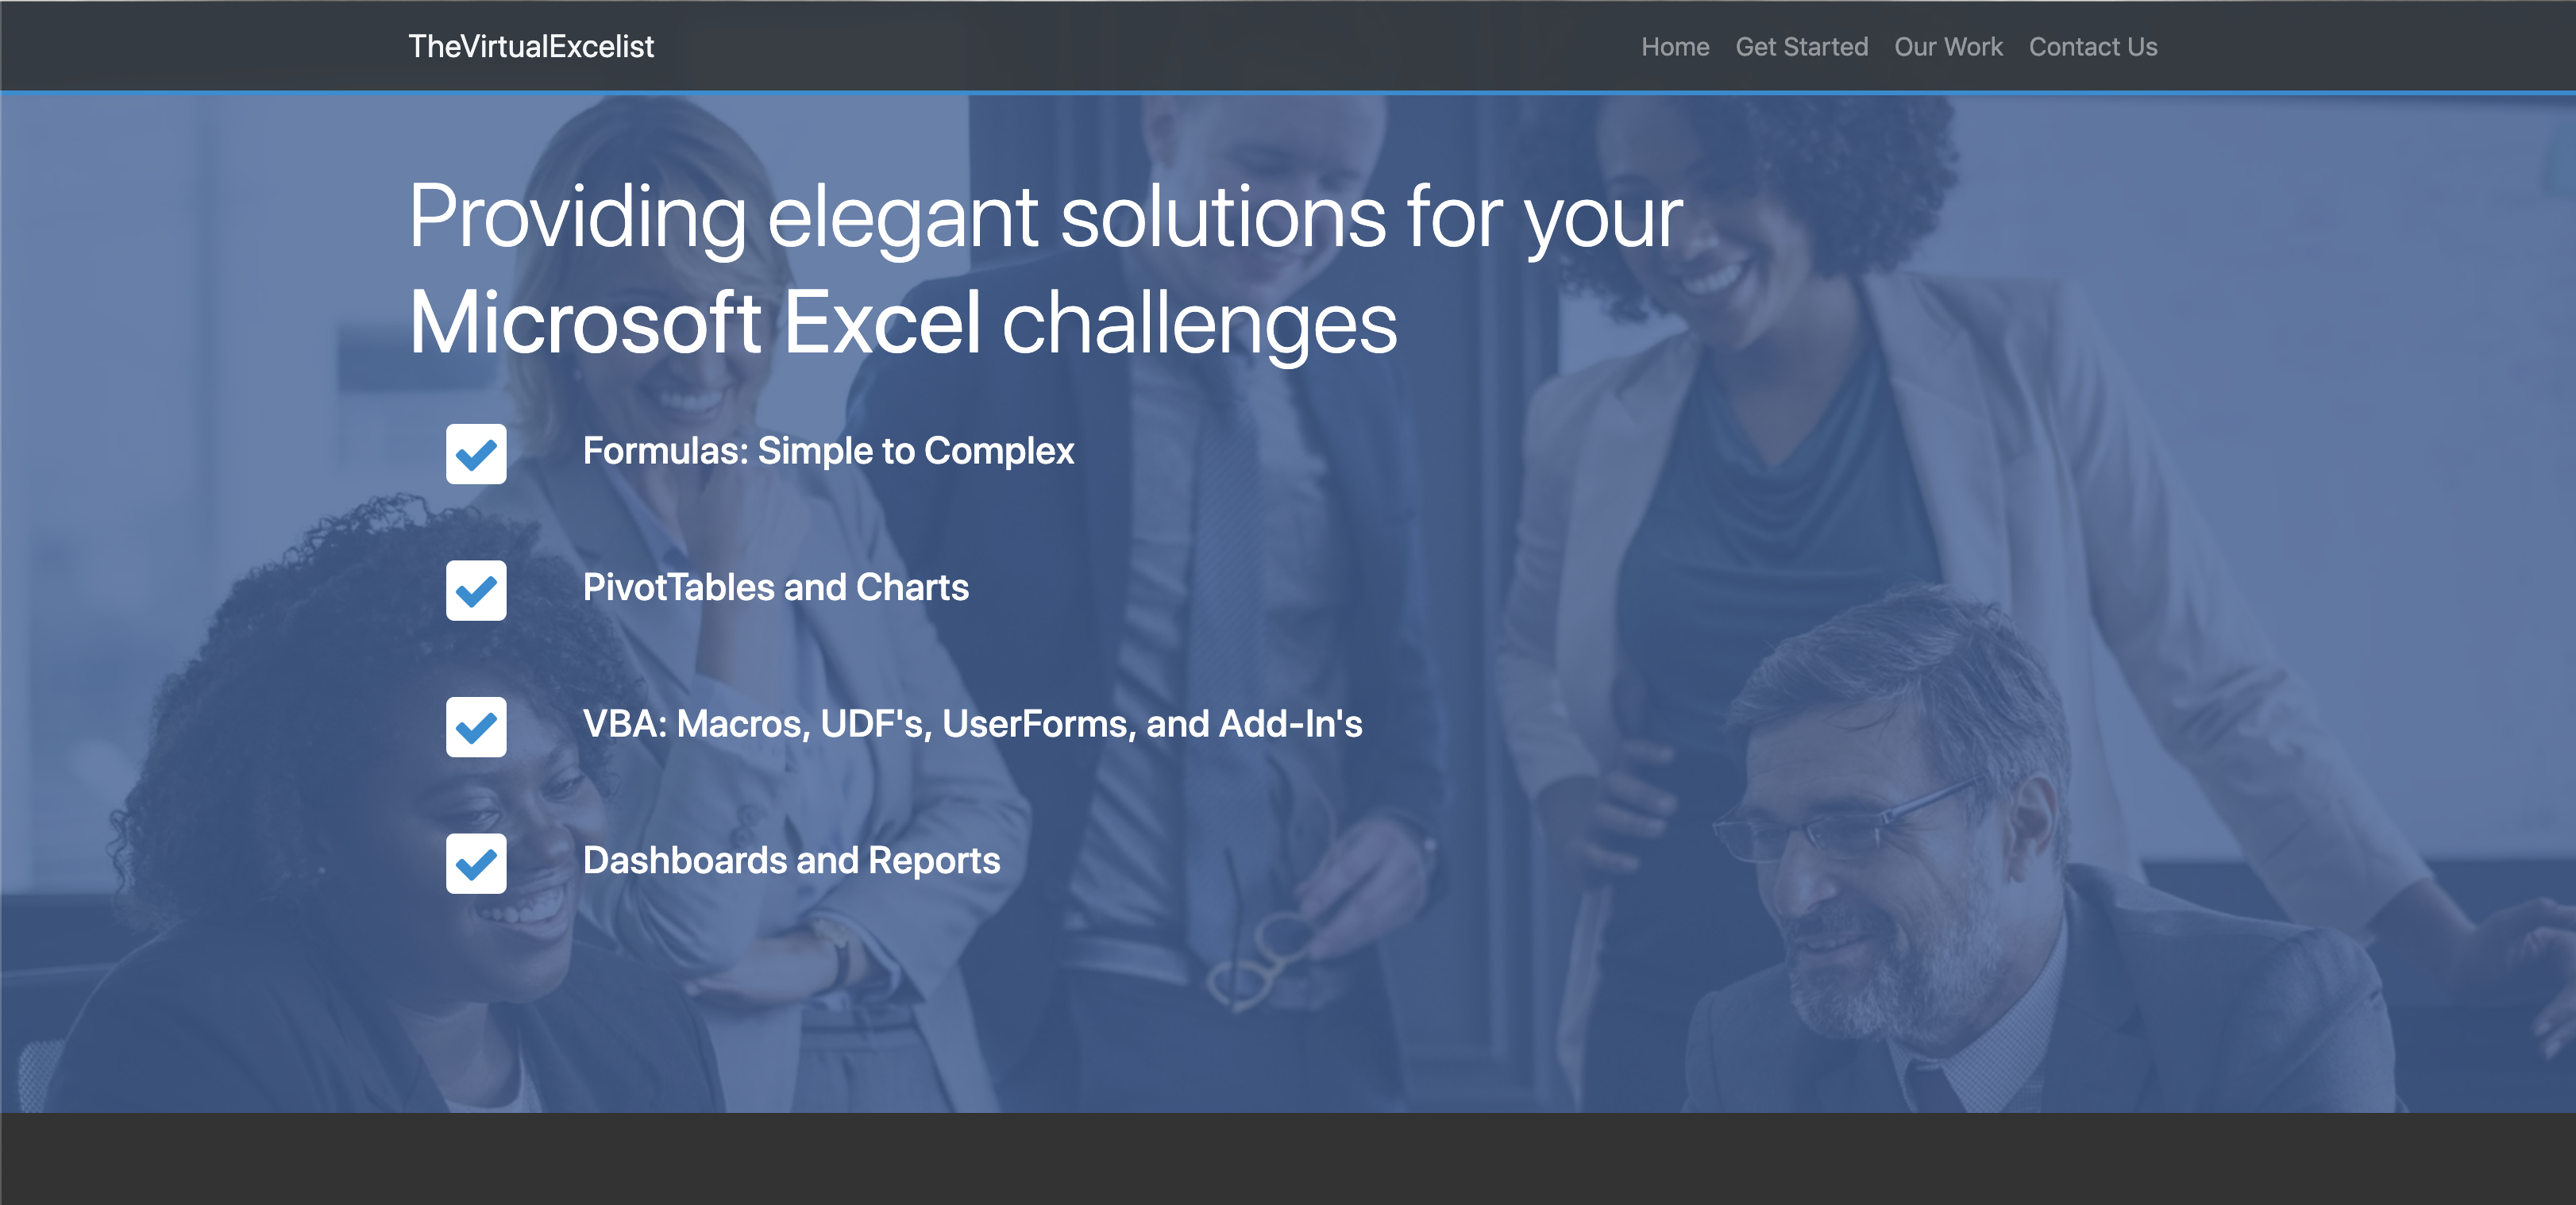 TheVirtualExcelist
Home Get Started Our Work Contact Us
Providing elegant solutions for your
Microsoft Excel challenges
Formulas: Simple to Complex
PivotTables and Charts
VBA: Macros, UDF's, UserForms, and Add-In's
Dashboards and Reports